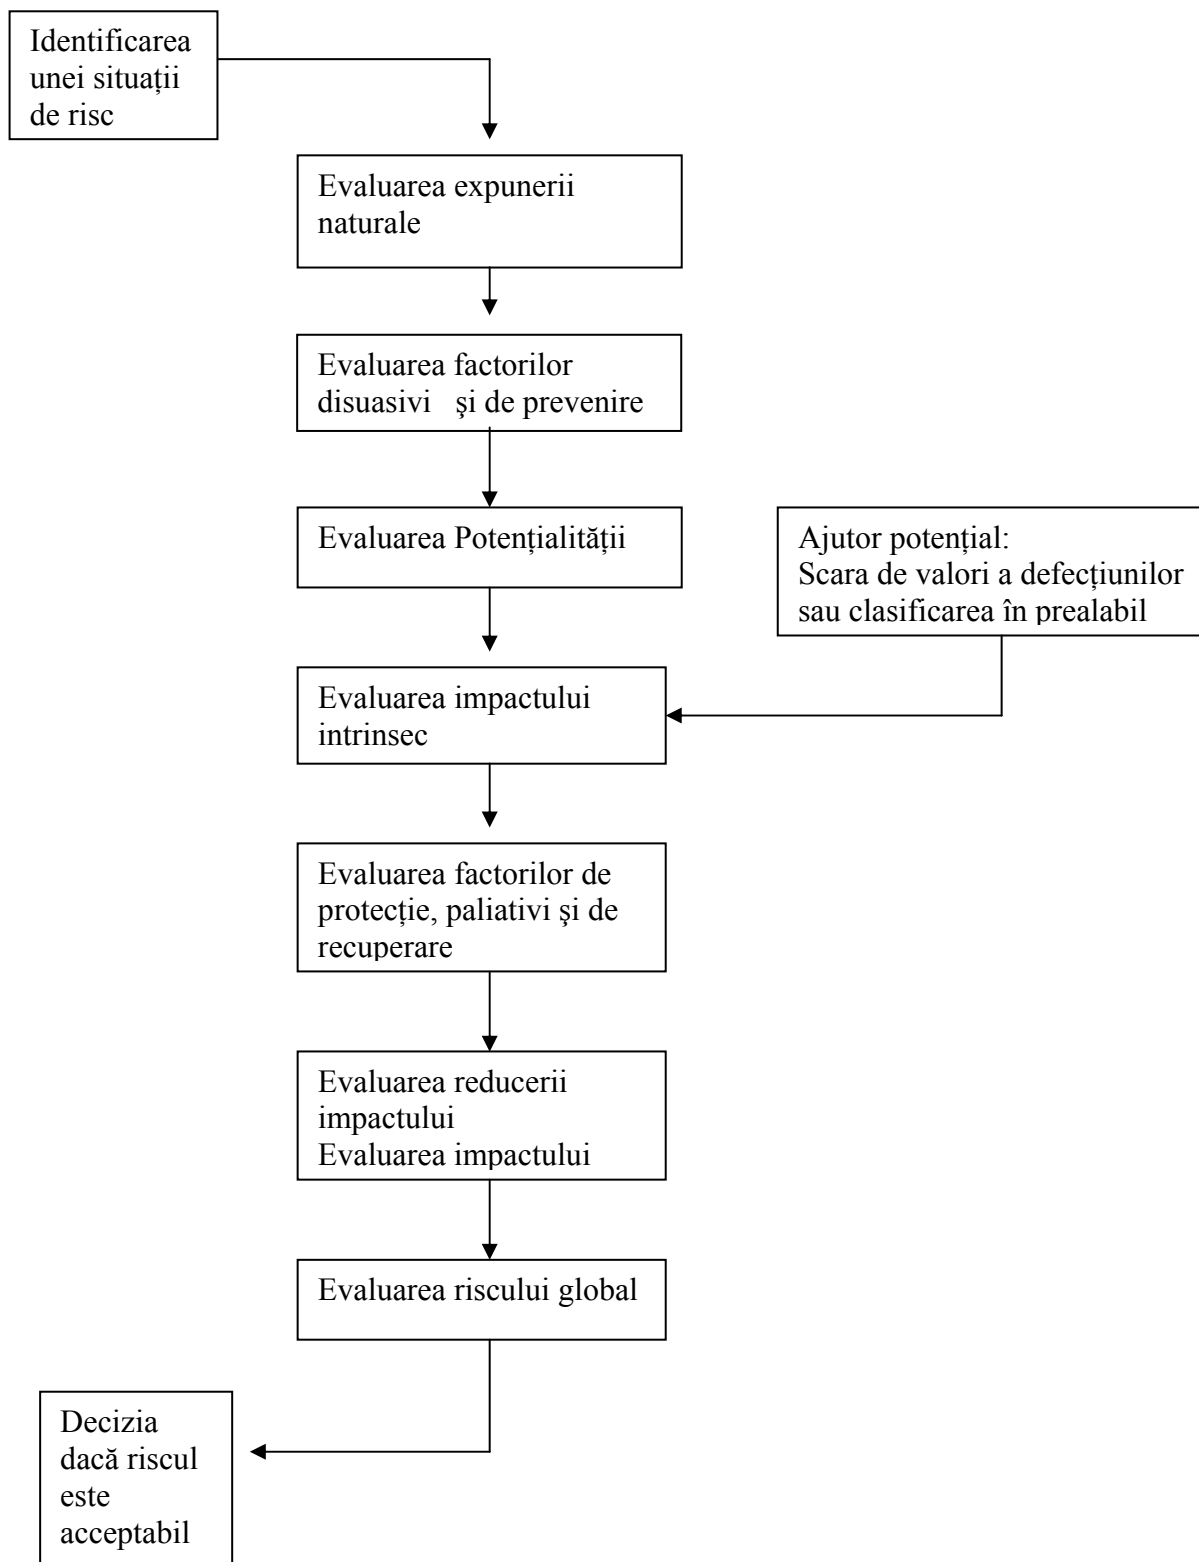 Identificarea
unei situații
de risc
Evaluarea expunerii
naturale
Evaluarea factorilor
disuasivi şi de prevenire
Evaluarea Potențialității
Ajutor potențial:
Scara de valori a defecțiunilor
sau clasificarea în prealabil
Evaluarea impactului
intrinsec
Evaluarea factorilor de
protecție, paliativi şi de
recuperare
Evaluarea reducerii
impactului
Evaluarea impactului
Evaluarea riscului global
Decizia
dacă riscul
este
acceptabil